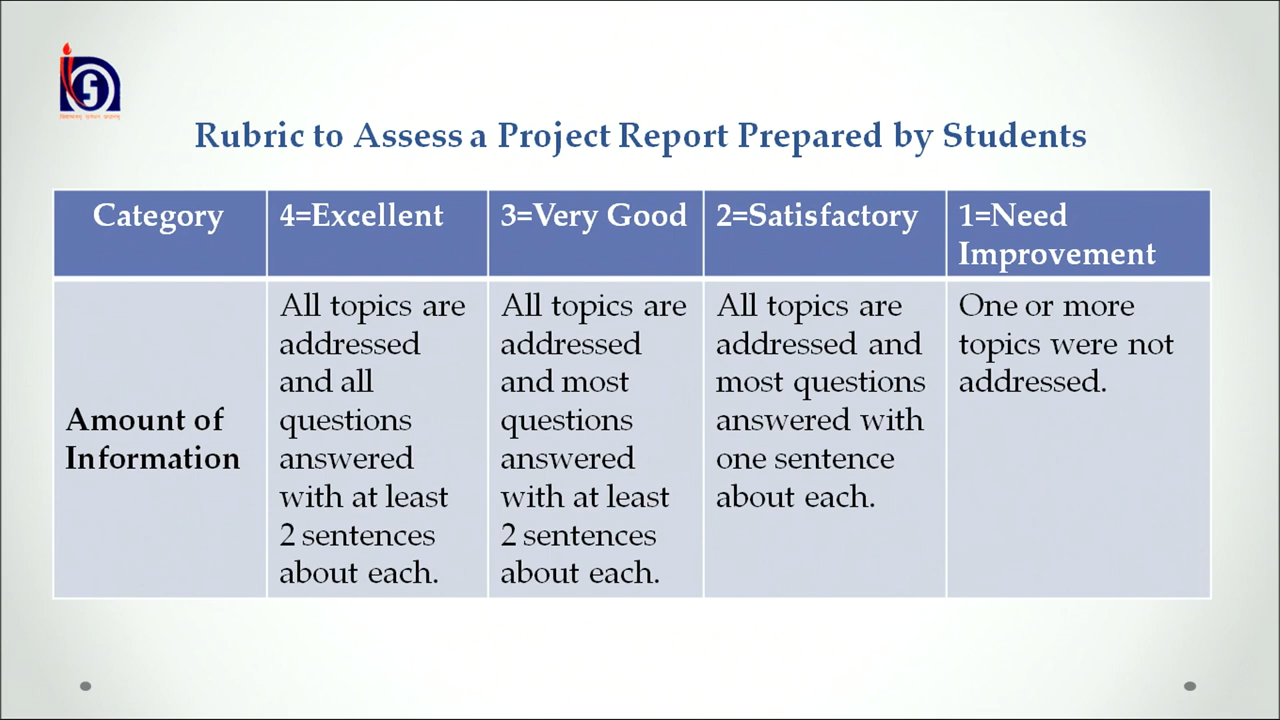 Rubric to Assess a Project Report Prepared by Students
Category
4=Excellent
3=Very Good
2=Satisfactory
1=Need
Improvement
Amount of
Information
All topics are
addressed
and all
questions
answered
with at least
2 sentences
about each.
All topics are
addressed
and most
questions
answered
with at least
2 sentences
about each.
All topics are
addressed and
most questions
answered with
one sentence
about each.
One or more
topics were not
addressed.